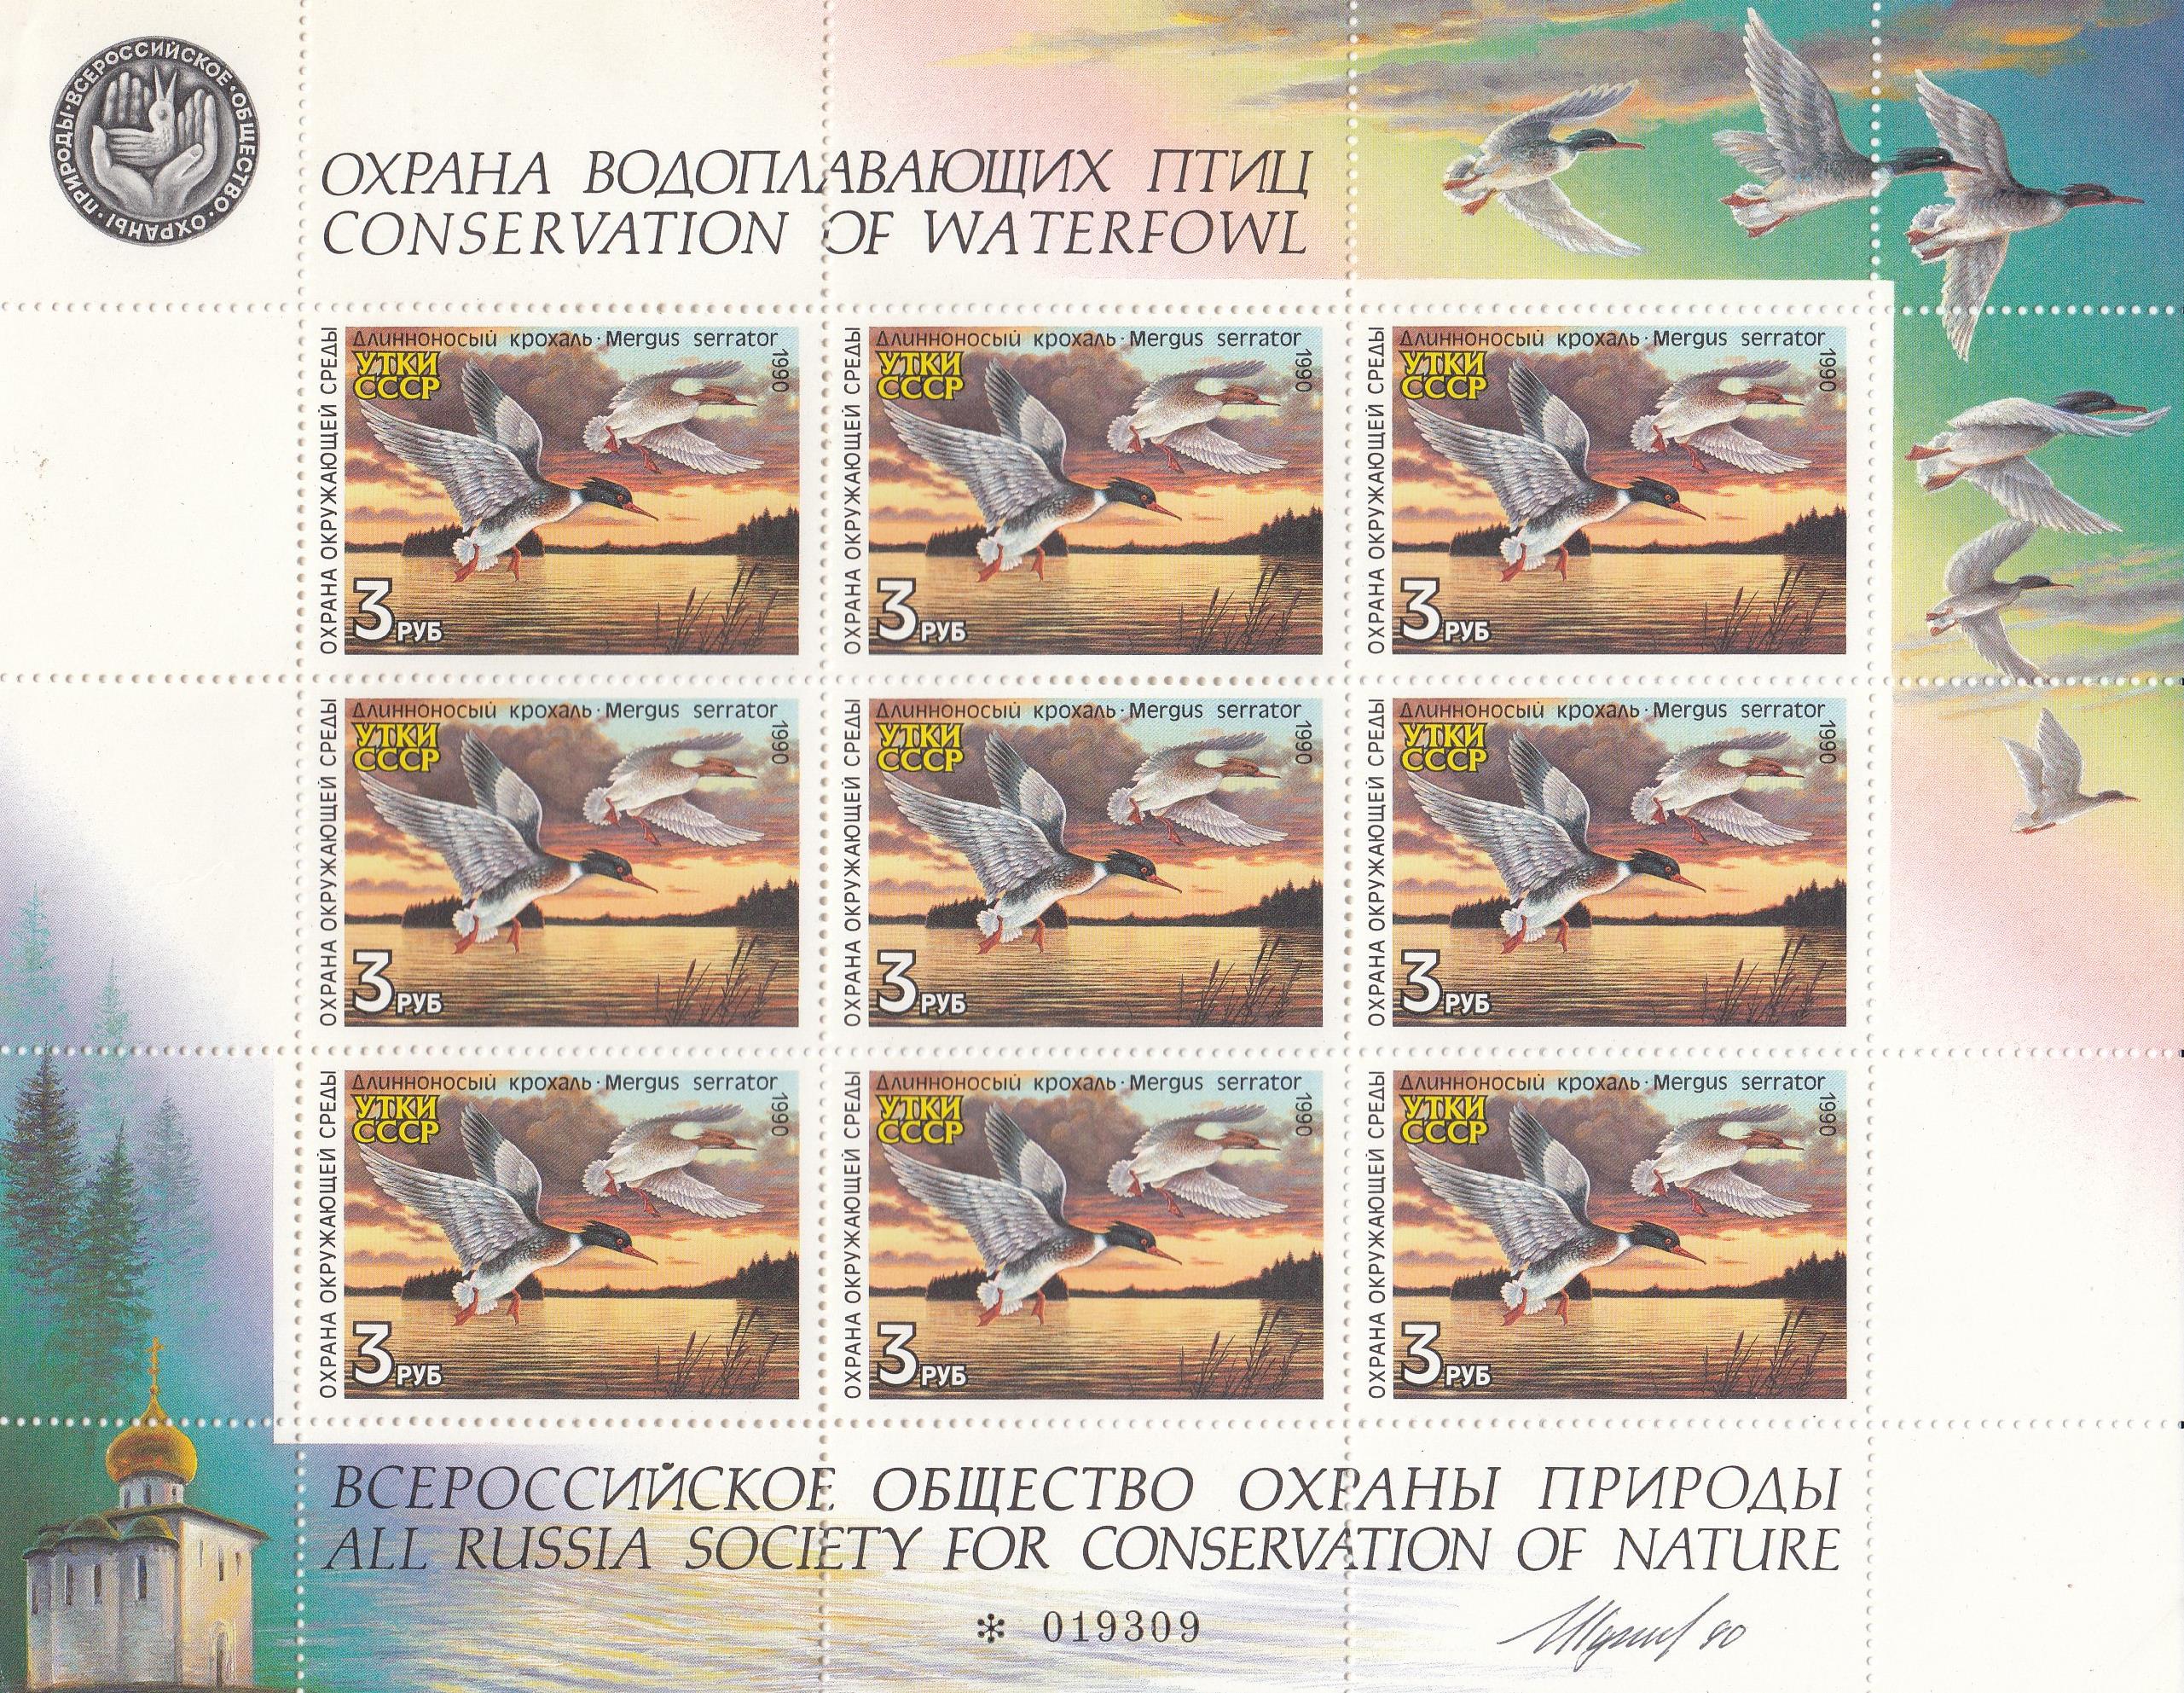 ВСЕРОССИЙСКОЕ · ОБЩЕСТВО · ОХРАНЫ · ПРИРОДЫ ·
ОХРАНА ВОДОПЛАВАЮЩИХ ПТИЦ
CONSERVATION OF WATERFOWL
ОХРАНА ОКРУЖАЮЩЕЙ СРЕДЫ
Длинноносый крохаль · Mergus serrator
1990
УТКИ
СССР
3 РУБ
ОХРАНА ОКРУЖАЮЩЕЙ СРЕДЫ
Длинноносый крохаль · Mergus serrator
1990
УТКИ
СССР
3 РУБ
ОХРАНА ОКРУЖАЮЩЕЙ СРЕДЫ
Длинноносый крохаль · Mergus serrator
1990
УТКИ
СССР
3 РУБ
ОХРАНА ОКРУЖАЮЩЕЙ СРЕДЫ
Длинноносый крохаль · Mergus serrator
1990
УТКИ
СССР
3 РУБ
ОХРАНА ОКРУЖАЮЩЕЙ СРЕДЫ
Длинноносый крохаль · Mergus serrator
1990
УТКИ
СССР
3 РУБ
ОХРАНА ОКРУЖАЮЩЕЙ СРЕДЫ
Длинноносый крохаль · Mergus serrator
1990
УТКИ
СССР
3 РУБ
ОХРАНА ОКРУЖАЮЩЕЙ СРЕДЫ
Длинноносый крохаль · Mergus serrator
1990
УТКИ
СССР
3 РУБ
ОХРАНА ОКРУЖАЮЩЕЙ СРЕДЫ
Длинноносый крохаль · Mergus serrator
1990
УТКИ
СССР
3 РУБ
ОХРАНА ОКРУЖАЮЩЕЙ СРЕДЫ
Длинноносый крохаль · Mergus serrator
1990
УТКИ
СССР
3 РУБ
ВСЕРОССИЙСКОЕ ОБЩЕСТВО ОХРАНЫ ПРИРОДЫ
ALL RUSSIA SOCIETY FOR CONSERVATION OF NATURE
* 019309
90